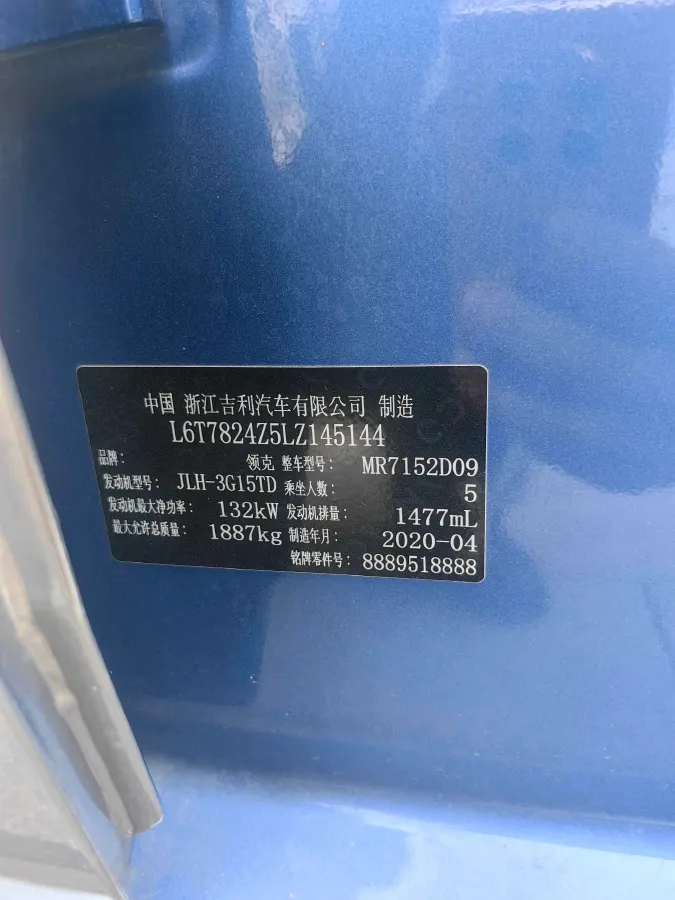 中国 浙江吉利汽车有限公司 制造
L6T7824Z5LZ145144
品牌: 领克 整车型号: MR7152D09
发动机型号: JLH-3G15TD 乘坐人数: 5
发动机最大净功率: 132kW 发动机排量: 1477mL
最大允许总质量: 1887kg 制造年月: 2020-04
铭牌零件号: 8889518888